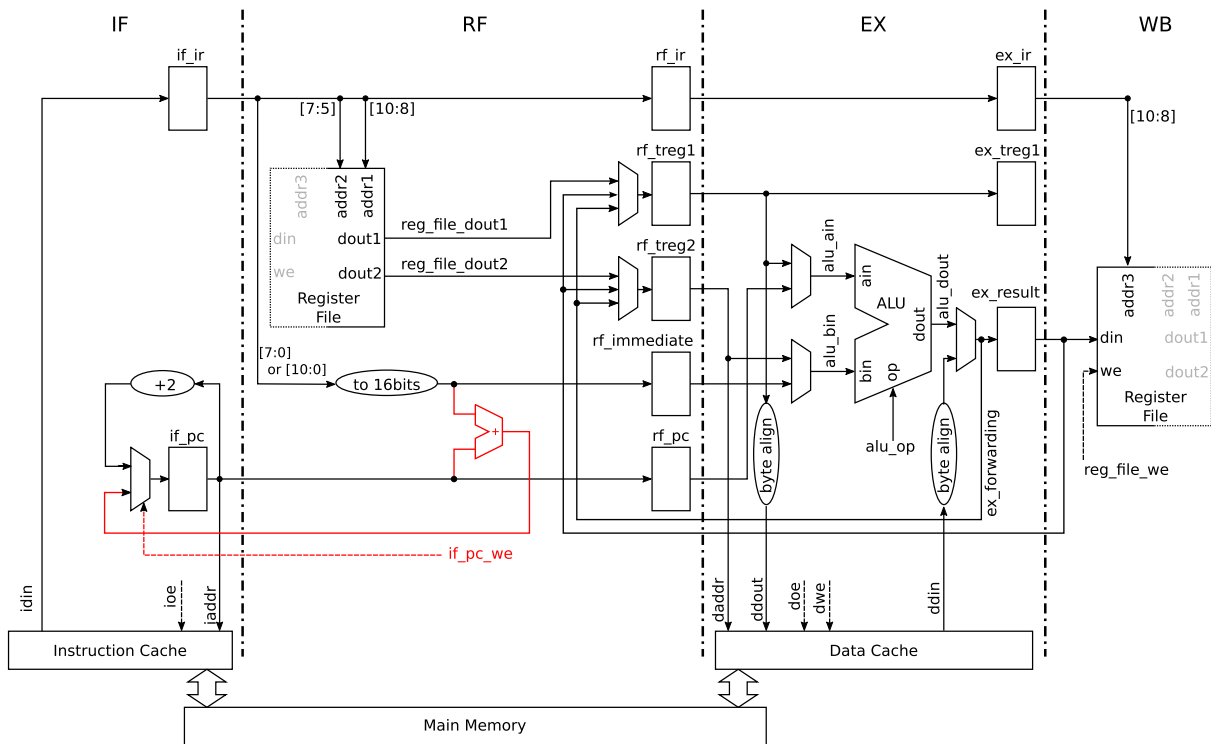 IF
RF
EX
WB
if_ir
rf_ir
ex_ir
[7:5]
[10:8]
[10:8]
rf_treg1
ex_treg1
addr3
addr2
addr1
din
we
dout1
dout2
Register
File
reg_file_dout1
reg_file_dout2
rf_treg2
alu_ain
ain
ALU
dout
bin
op
alu_dout
alu_bin
alu_op
ex_result
addr3
addr2
addr1
din
we
dout1
dout2
Register
File
reg_file_we
rf_immediate
[7:0]
or [10:0]
to 16bits
+2
if_pc
+
rf_pc
byte align
byte align
ex_forwarding
if_pc_we
idin
ioe
iaddr
daddr
ddout
doe
dwe
ddin
Instruction Cache
Data Cache
Main Memory